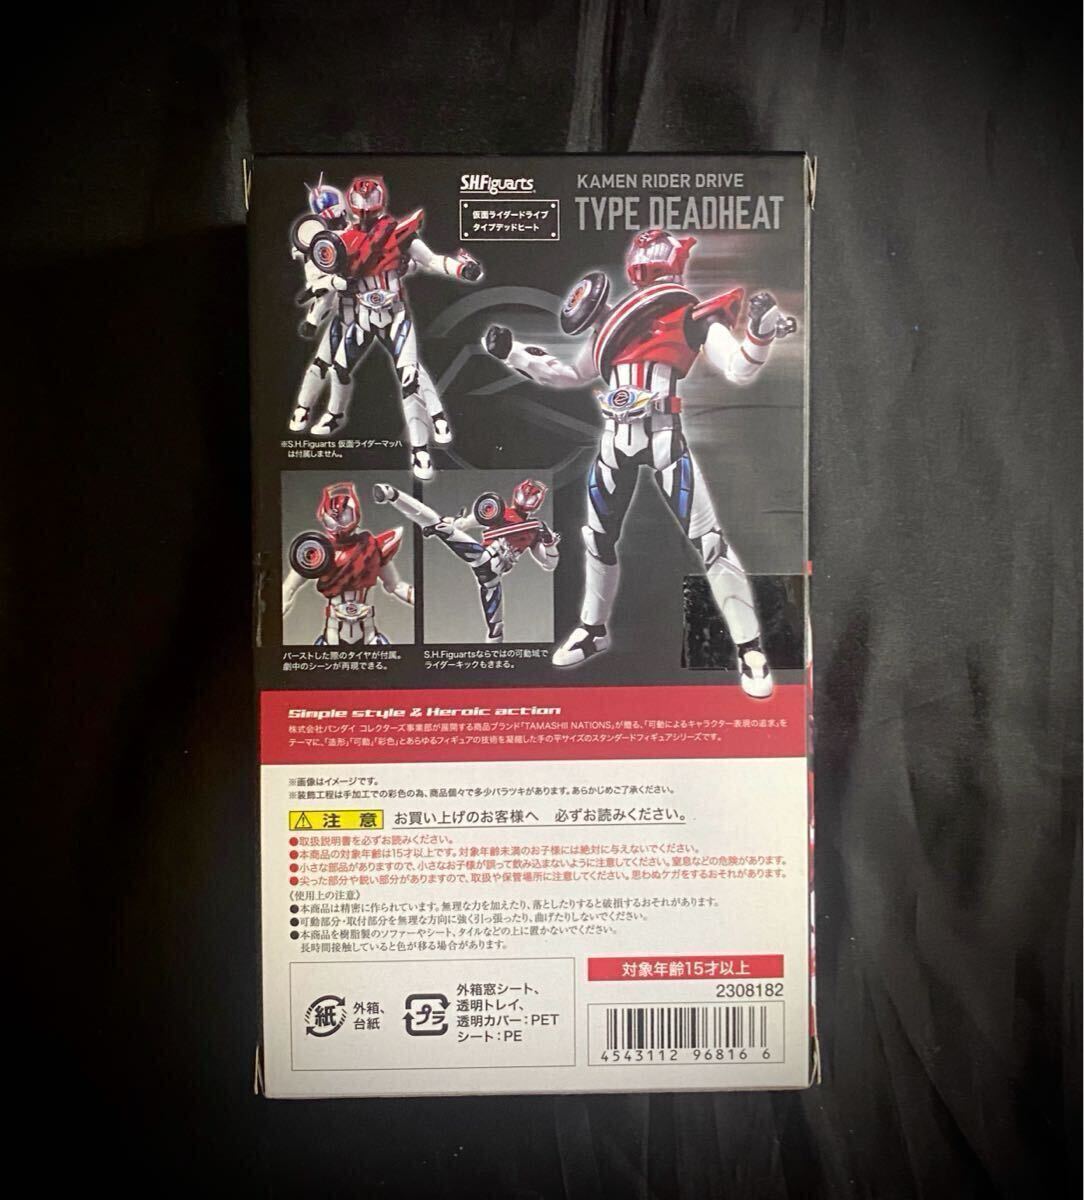 S.H.Figuarts
仮面ライダードライブ
タイプデッドヒート
KAMEN RIDER DRIVE
TYPE DEADHEAT
※S.H.Figuarts 仮面ライダーマッハ
は付属しません。
バーストした際のタイヤが付属。
劇中のシーンが再現できる。
S.H.Figuartsならではの可動域で
ライダーキックもきまる。
Simple style & Heroic action
株式会社バンダイ コレクターズ事業部が展開する商品ブランド「TAMASHII NATIONS」が贈る、「可動によるキャラクター表現の追求」を
テーマに、「造形」「可動」「彩色」とあらゆるフィギュアの技術を凝縮した手の平サイズのスタンダードフィギュアシリーズです。
※画像はイメージです。
※装飾工程は手加工での彩色の為、商品個々で多少バラツキがあります。あらかじめご了承ください。
注 意 お買い上げのお客様へ 必ずお読みください。
●取扱説明書を必ずお読みください。
●本商品の対象年齢は15才以上です。対象年齢未満のお子様には絶対に与えないでください。
●小さな部品がありますので、小さなお子様が誤って飲み込まないように注意してください。窒息などの危険があります。
●尖った部分や鋭い部分がありますので、取扱や保管場所に注意してください。思わぬケガをするおそれがあります。
《使用上の注意》
●本商品は精密に作られています。無理な力を加えたり、落としたりすると破損するおそれがあります。
●可動部分・取付部分を無理な方向に強く引っ張ったり、曲げたりしないでください。
●本商品を樹脂製のソファーやシート、タイルなどの上に置かないでください。
長時間接触していると色が移る場合があります。
紙
外箱、
台紙
プラ
外箱窓シート、
透明トレイ、
透明カバー:PET
シート:PE
対象年齢15才以上
2308182
4543112 96816 6